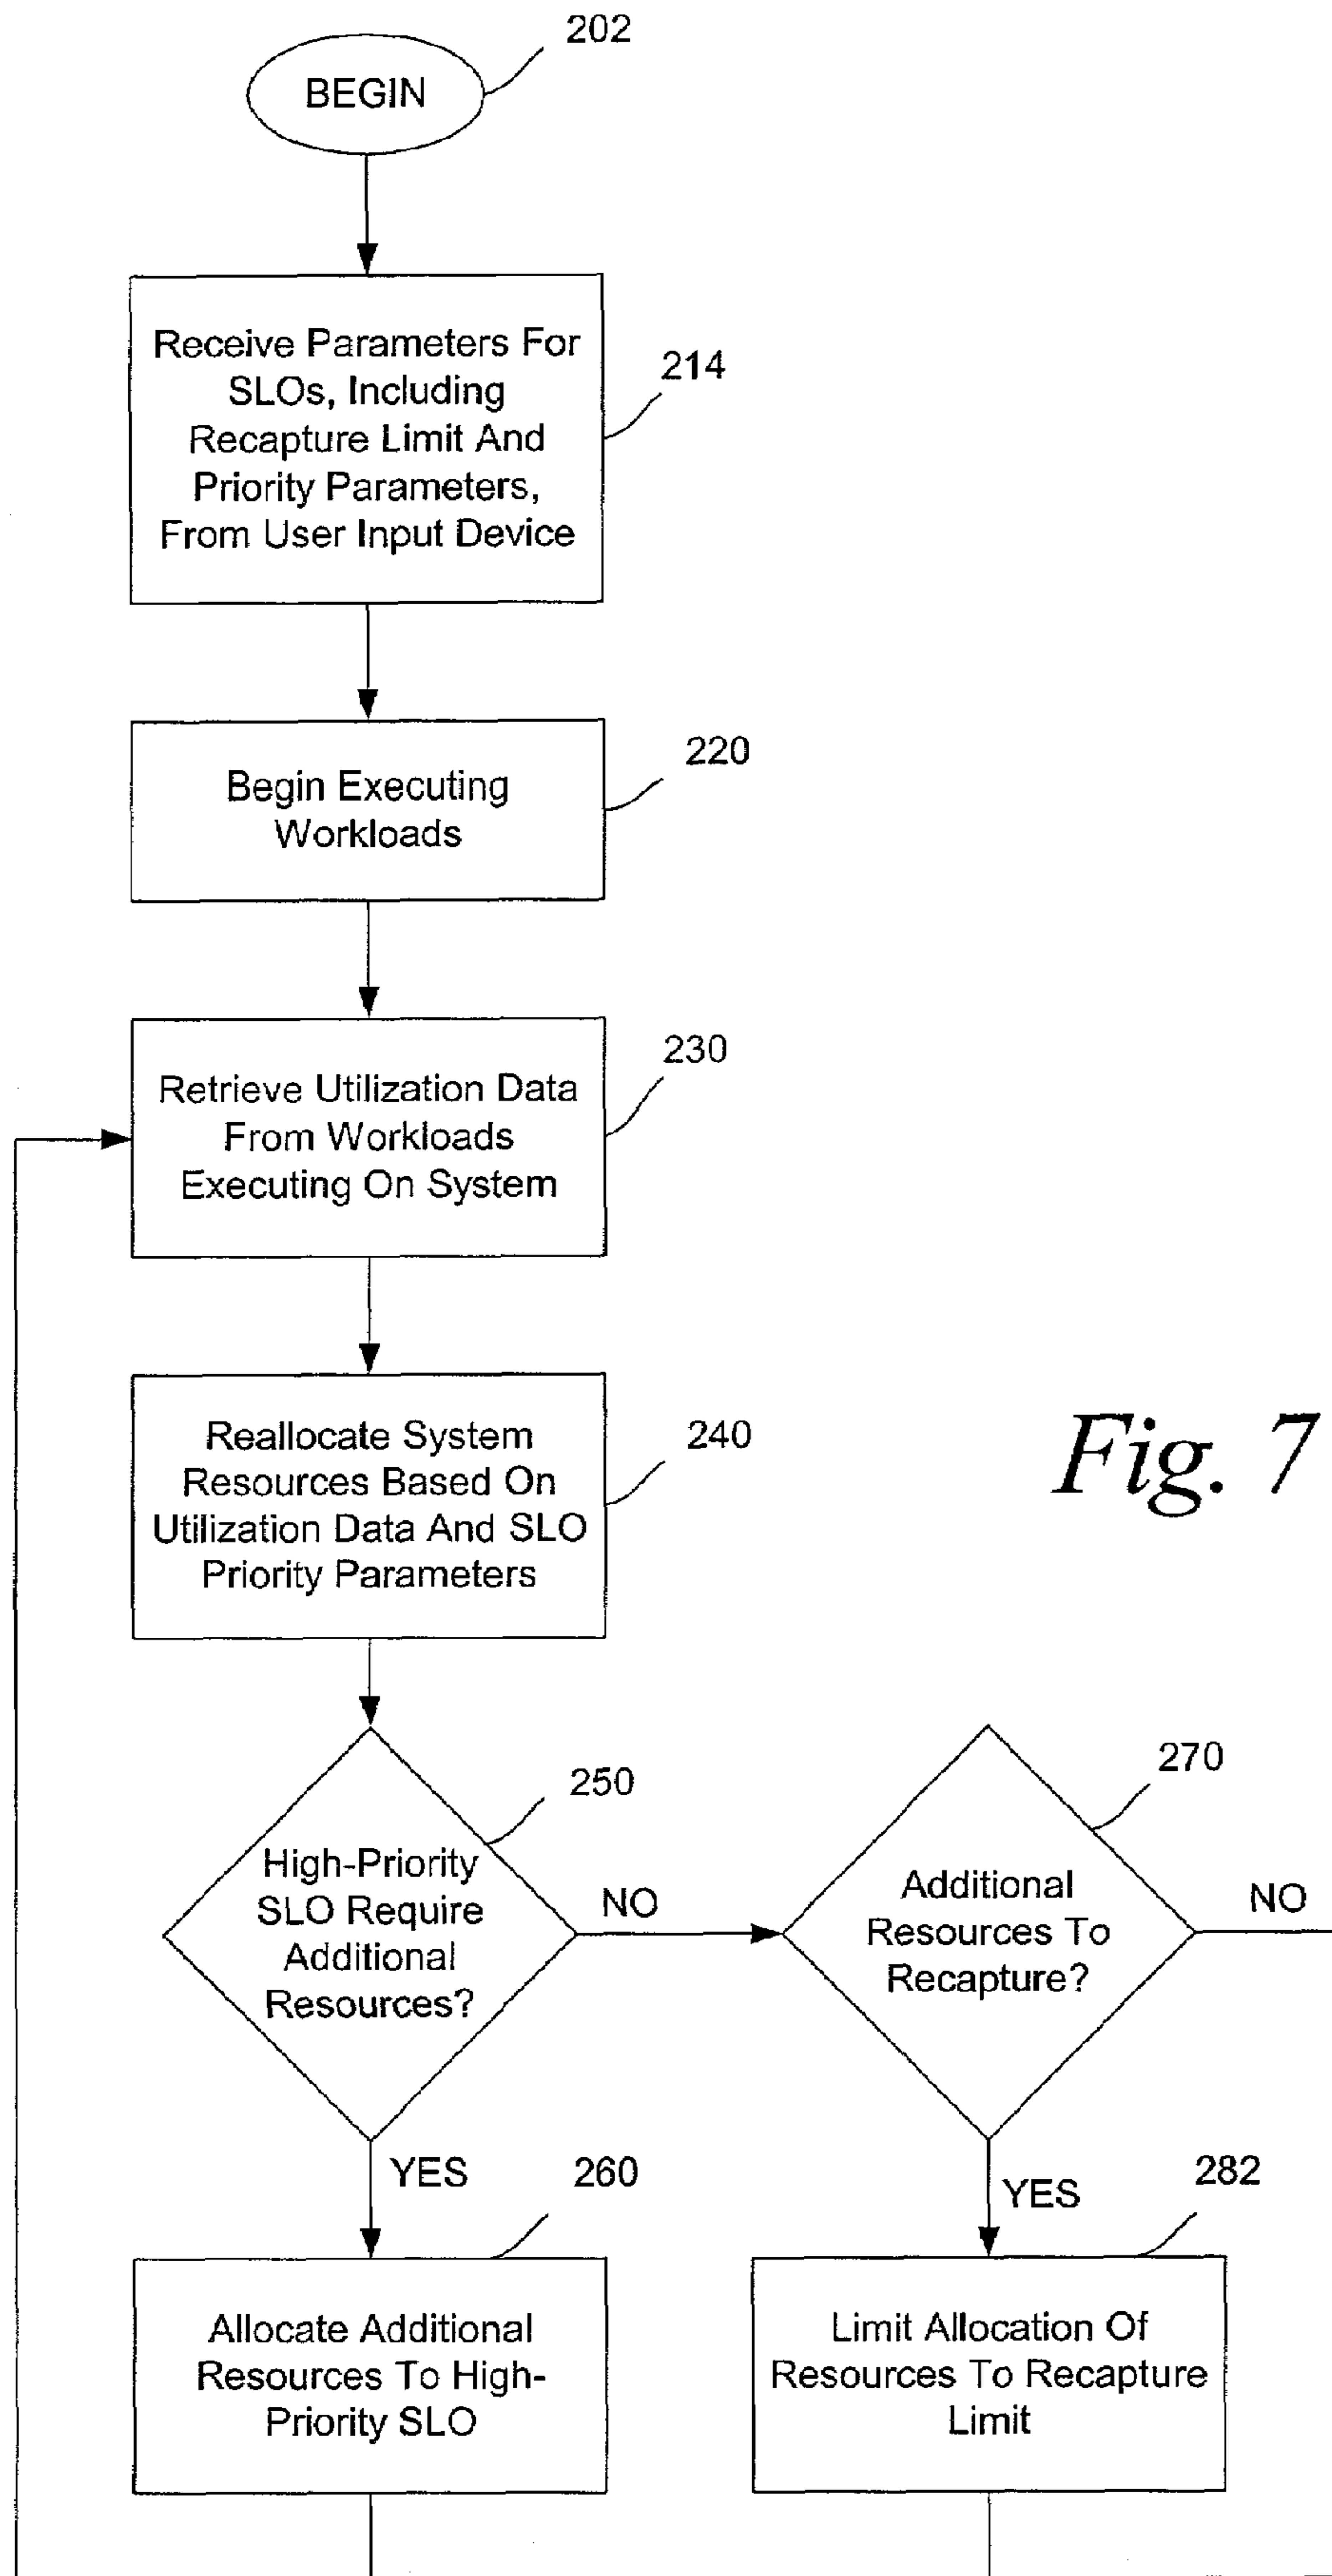 202
BEGIN
Receive Parameters For
SLOs, Including
Recapture Limit And
Priority Parameters,
From User Input Device
214
Begin Executing
Workloads
220
Retrieve Utilization Data
From Workloads
Executing On System
230
Reallocate System
Resources Based On
Utilization Data And SLO
Priority Parameters
240
Fig. 7
High-Priority
SLO Require
Additional
Resources?
250
NO
Additional
Resources To
Recapture?
270
NO
YES
260
YES
282
Allocate Additional
Resources To High-
Priority SLO
Limit Allocation Of
Resources To Recapture
Limit